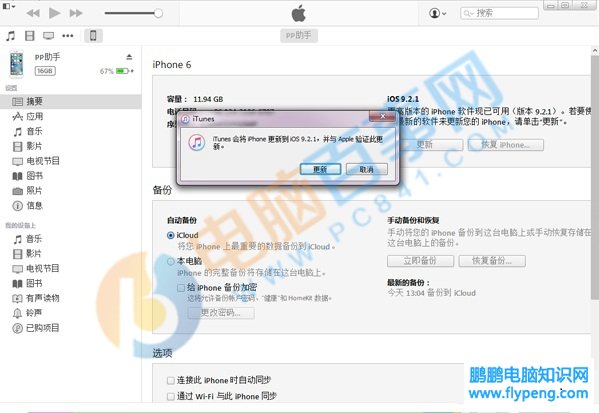 搜索
PP助手
PP助手
16GB
67%
iPhone 6
设置
摘要
应用
音乐
影片
电视节目
图书
照片
信息
我的设备上
音乐
影片
电视节目
图书
有声读物
铃声
已购项目
容量: 11.94 GB
iOS 9.2.1
高版本的 iPhone 软件现已可用 (版本 9.2.1)。若要使
最新的软件来更新您的 iPhone，请单击“更新”。
更新
恢复 iPhone...
iTunes
iTunes 会将 iPhone 更新到 iOS 9.2.1，并与 Apple 验证此更
新。
更新
取消
备份
自动备份
iCloud
将您 iPhone 上最重要的数据备份到 iCloud。
本电脑
iPhone 的完整备份将存储在这台电脑上。
给 iPhone 备份加密
这将允许备份帐户密码、“健康”和 HomeKit 数据。
更改密码...
手动备份和恢复
手动将您的 iPhone 备份到这台电脑或手动恢复存储在
这台电脑上的备份。
立即备份
恢复备份...
最新的备份:
今天 13:04 备份到 iCloud
选项
连接此 iPhone 时自动同步
通过 Wi-Fi 与此 iPhone 同步
电脑百事网
WWW.PC841.COM
鹏鹏电脑知识网
www.flypeng.com